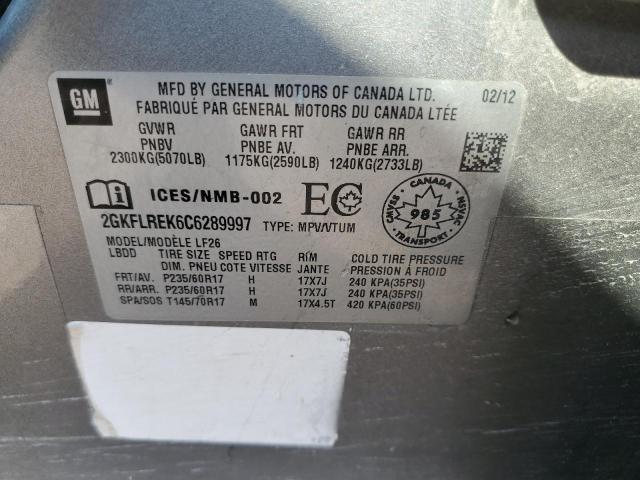 GM
MFD BY GENERAL MOTORS OF CANADA LTD. 02/12
FABRIQUÉ PAR GENERAL MOTORS DU CANADA LTÉE
GVWR GAWR FRT GAWR RR
PNBV PNBE AV. PNBE ARR.
2300KG(5070LB) 1175KG(2590LB) 1240KG(2733LB)
ICES/NMB-002 EC
CANADA
CMVSS 985 NSVAC
TRANSPORT
2GKFLREK6C6289997 TYPE: MPV/VTUM
MODEL/MODÈLE LF26
LBDD TIRE SIZE SPEED RTG RIM COLD TIRE PRESSURE
DIM. PNEU COTE VITESSE JANTE PRESSION À FROID
FRT/AV. P235/60R17 H 17X7J 240 KPA(35PSI)
RR/ARR. P235/60R17 H 17X7J 240 KPA(35PSI)
SPA/SOS T145/70R17 M 17X4.5T 420 KPA(60PSI)